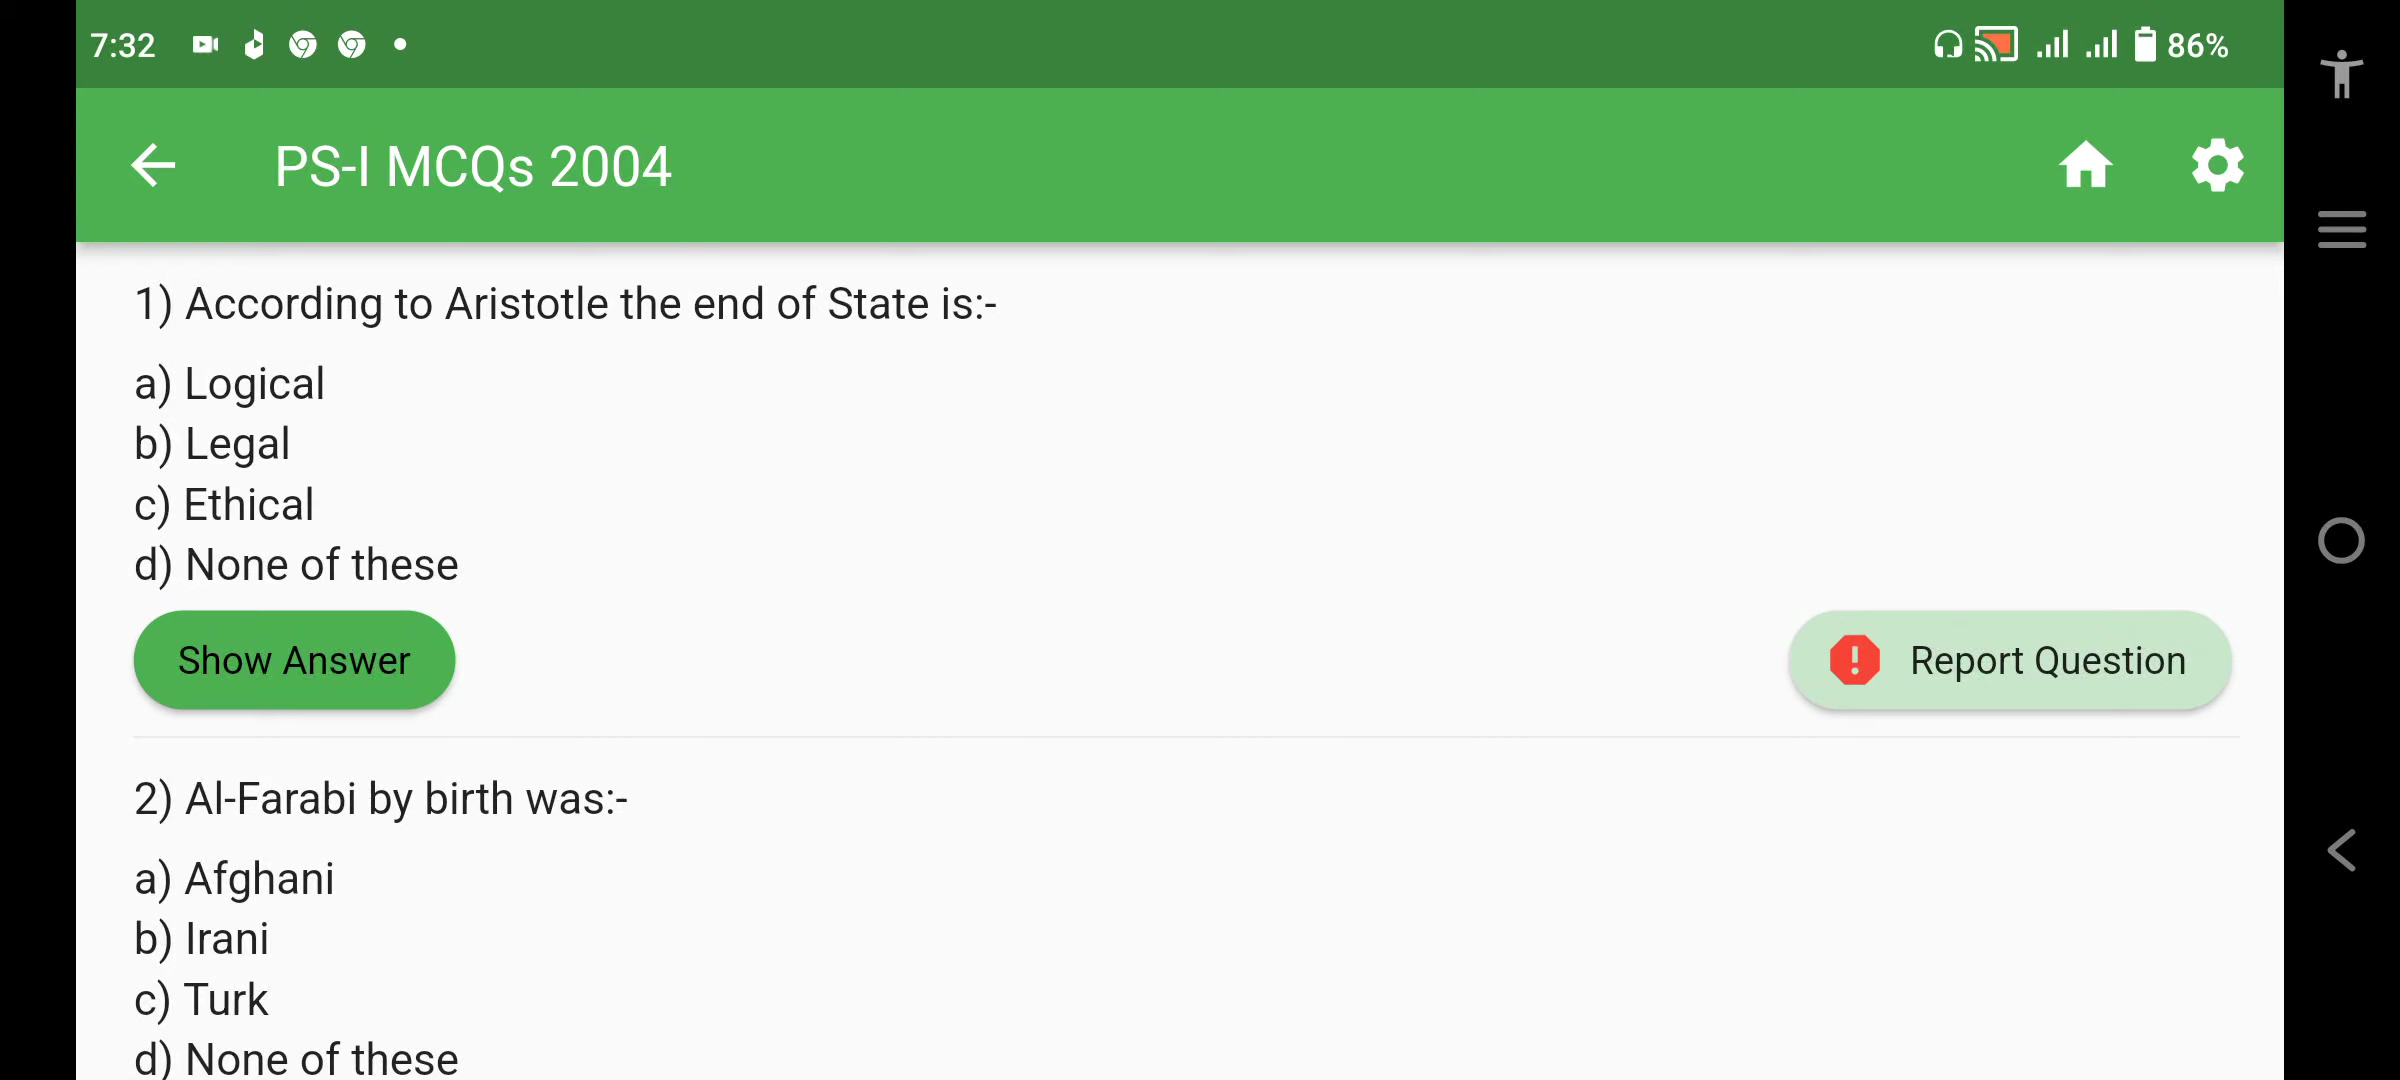 7:32
86%
PS-I MCQs 2004
1) According to Aristotle the end of State is:-
a) Logical
b) Legal
c) Ethical
d) None of these
Show Answer
Report Question
2) Al-Farabi by birth was:-
a) Afghani
b) Irani
c) Turk
d) None of these